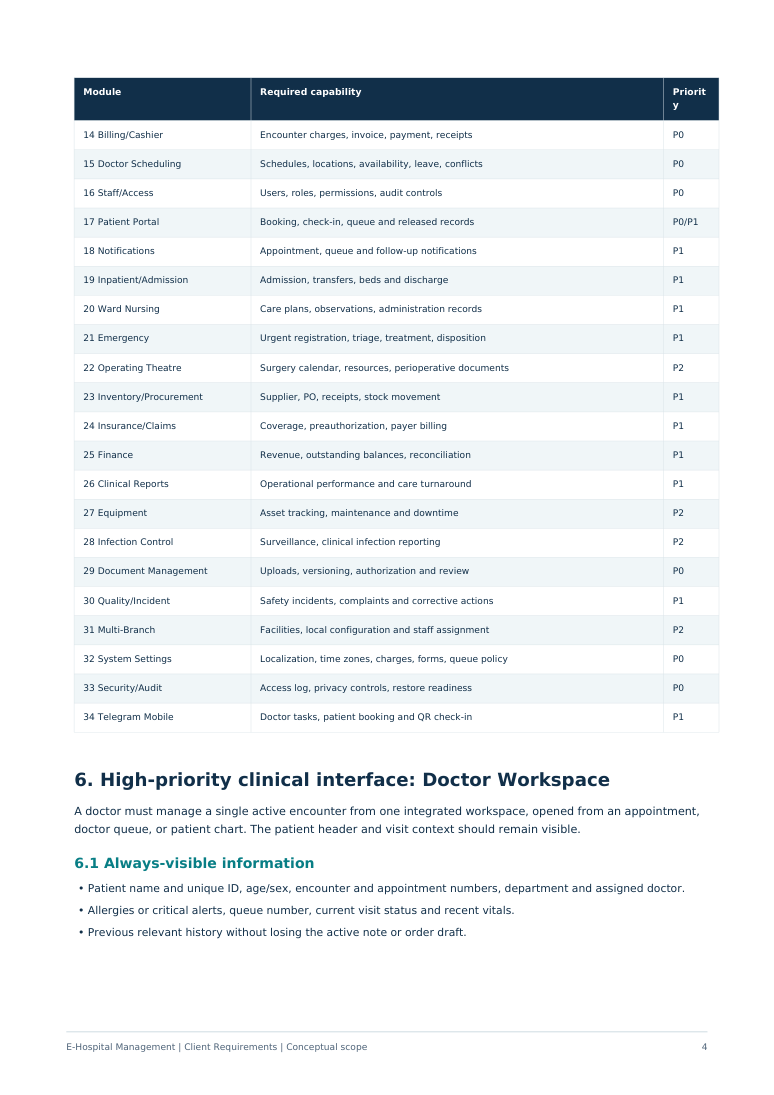 Module Required capability Priorit
y
14 Billing/Cashier Encounter charges, invoice, payment, receipts P0
15 Doctor Scheduling Schedules, locations, availability, leave, conflicts P0
16 Staff/Access Users, roles, permissions, audit controls P0
17 Patient Portal Booking, check-in, queue and released records P0/P1
18 Notifications Appointment, queue and follow-up notifications P1
19 Inpatient/Admission Admission, transfers, beds and discharge P1
20 Ward Nursing Care plans, observations, administration records P1
21 Emergency Urgent registration, triage, treatment, disposition P1
22 Operating Theatre Surgery calendar, resources, perioperative documents P2
23 Inventory/Procurement Supplier, PO, receipts, stock movement P1
24 Insurance/Claims Coverage, preauthorization, payer billing P1
25 Finance Revenue, outstanding balances, reconciliation P1
26 Clinical Reports Operational performance and care turnaround P1
27 Equipment Asset tracking, maintenance and downtime P2
28 Infection Control Surveillance, clinical infection reporting P2
29 Document Management Uploads, versioning, authorization and review P0
30 Quality/Incident Safety incidents, complaints and corrective actions P1
31 Multi-Branch Facilities, local configuration and staff assignment P2
32 System Settings Localization, time zones, charges, forms, queue policy P0
33 Security/Audit Access log, privacy controls, restore readiness P0
34 Telegram Mobile Doctor tasks, patient booking and QR check-in P1
6. High-priority clinical interface: Doctor Workspace
A doctor must manage a single active encounter from one integrated workspace, opened from an appointment,
doctor queue, or patient chart. The patient header and visit context should remain visible.
6.1 Always-visible information
• Patient name and unique ID, age/sex, encounter and appointment numbers, department and assigned doctor.
• Allergies or critical alerts, queue number, current visit status and recent vitals.
• Previous relevant history without losing the active note or order draft.
E-Hospital Management | Client Requirements | Conceptual scope 4